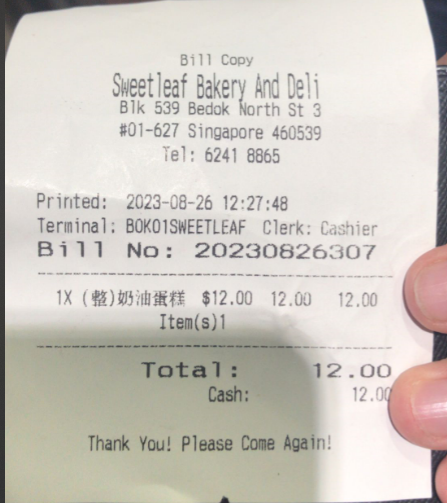 Bill Copy
Sweetleaf Bakery And Deli
Blk 539 Bedok North St 3
#01-627 Singapore 460539
Tel: 6241 8865
Printed: 2023-08-26 12:27:48
Terminal: BOK01SWEETLEAF Clerk: Cashier
Bill No: 20230826307
1X (整)奶油蛋糕 $12.00 12.00 12.00
Item(s)1
Total: 12.00
Cash: 12.00
Thank You! Please Come Again!